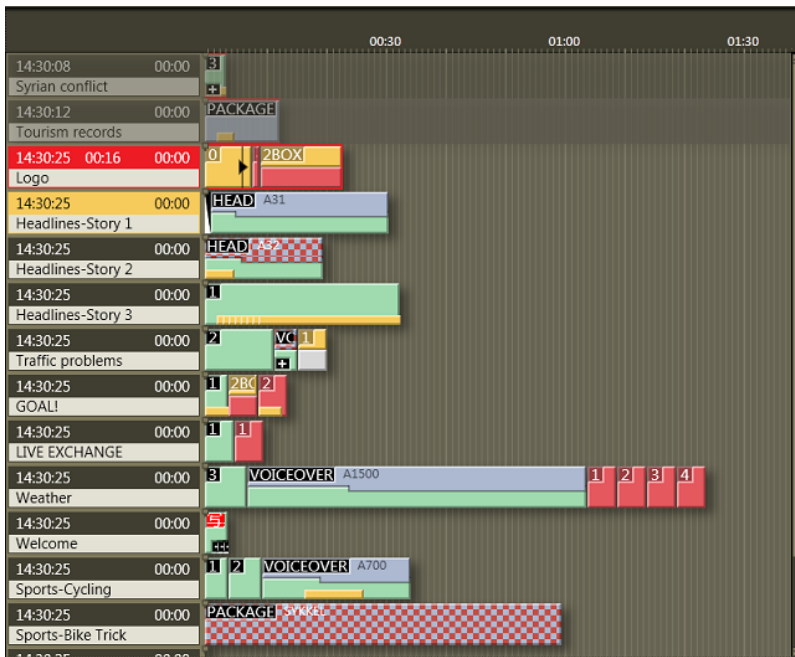 00:30 01:00 01:30
14:30:08 00:00 3
Syrian conflict +
14:30:12 00:00 PACKAGE
Tourism records
14:30:25 00:16 00:00 0 2BOX
Logo
14:30:25 00:00 HEAD A31
Headlines-Story 1
14:30:25 00:00 HEAD A32
Headlines-Story 2
14:30:25 00:00 1
Headlines-Story 3
14:30:25 00:00 2 VO 1
Traffic problems +
14:30:25 00:00 1 2BO 2
GOAL!
14:30:25 00:00 1 1
LIVE EXCHANGE
14:30:25 00:00 3 VOICEOVER A1500 1 2 3 4
Weather
14:30:25 00:00
Welcome
14:30:25 00:00 1 2 VOICEOVER A700
Sports-Cycling
14:30:25 00:00 PACKAGE SYKKEL
Sports-Bike Trick